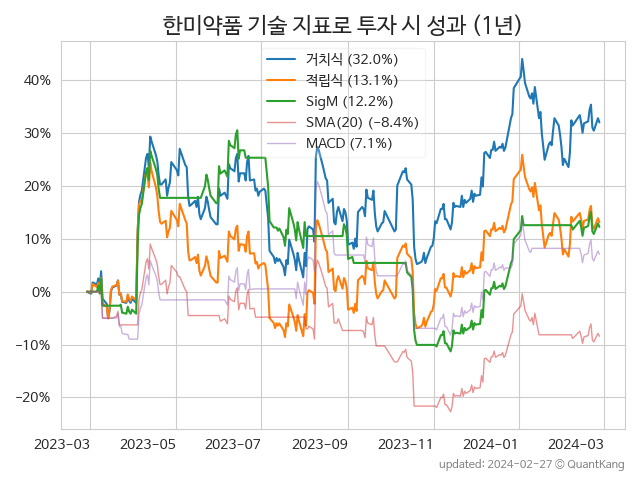 한미약품 기술 지표로 투자 시 성과 (1년)
거치식 (32.0%)
적립식 (13.1%)
SigM (12.2%)
SMA(20) (−8.4%)
MACD (7.1%)
40%
30%
20%
10%
0%
−10%
−20%
2023-03 2023-05 2023-07 2023-09 2023-11 2024-01 2024-03
updated: 2024-02-27 © QuantKang